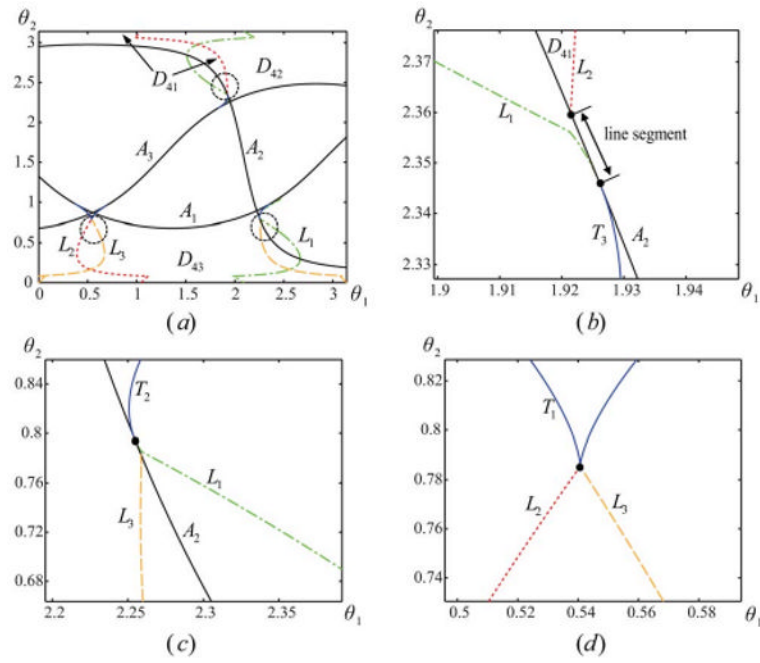 θ₂
3
2.5
2
1.5
1
0.5
0
0
0.5
1
1.5
2
2.5
3
θ₁
D₄₁
D₄₂
A₃
A₂
A₁
L₂
L₃
D₄₃
L₁
(a)
θ₂
2.37
2.36
2.35
2.34
2.33
1.9
1.91
1.92
1.93
1.94
θ₁
D₄₁
L₂
L₁
line segment
T₃
A₂
(b)
θ₂
0.84
0.8
0.76
0.72
0.68
2.2
2.25
2.3
2.35
θ₁
T₂
L₁
L₃
A₂
(c)
θ₂
0.82
0.8
0.78
0.76
0.74
0.5
0.52
0.54
0.56
0.58
θ₁
T₁
L₂
L₃
(d)